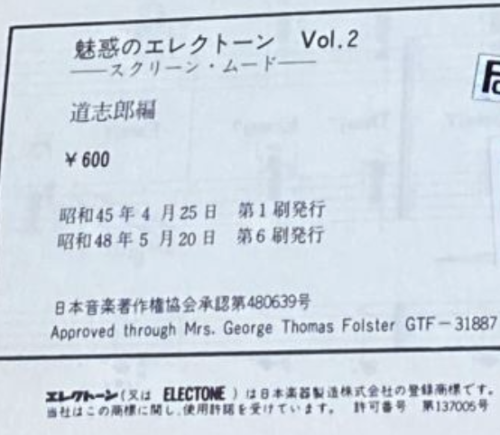 魅惑のエレクトーン Vol.2
――スクリーン・ムード――
道志郎編
¥600
昭和45年4月25日 第1刷発行
昭和48年5月20日 第6刷発行
日本音楽著作権協会承認第480639号
Approved through Mrs. George Thomas Folster GTF-31887
エレクトーン(又は ELECTONE )は日本楽器製造株式会社の登録商標です。
当社はこの商標に関し、使用許諾を受けています。 許可番号 第137005号